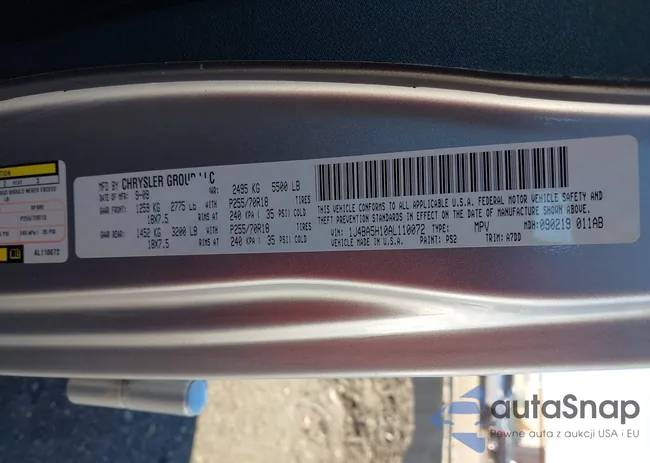 MFD BY CHRYSLER GROUP LLC
DATE OF MFR: 9-09
VWR: 2495 KG 5500 LB
GAWR FRONT: 1259 KG 2775 LB WITH P255/70R18 TIRES
18X7.5 RIMS AT 240 KPA ( 35 PSI) COLD
GAWR REAR: 1452 KG 3200 LB WITH P255/70R18 TIRES
18X7.5 RIMS AT 240 KPA ( 35 PSI) COLD
THIS VEHICLE CONFORMS TO ALL APPLICABLE U.S.A. FEDERAL MOTOR VEHICLE SAFETY AND
THEFT PREVENTION STANDARDS IN EFFECT ON THE DATE OF MANUFACTURE SHOWN ABOVE.
VIN: 1J4BA5H10AL110072 TYPE: MPV MDH: 090219 011AB
VEHICLE MADE IN U.S.A. PAINT: PS2 TRIM: A7DD
AL110072
autaSnap
Pewne auta z aukcji USA i EU